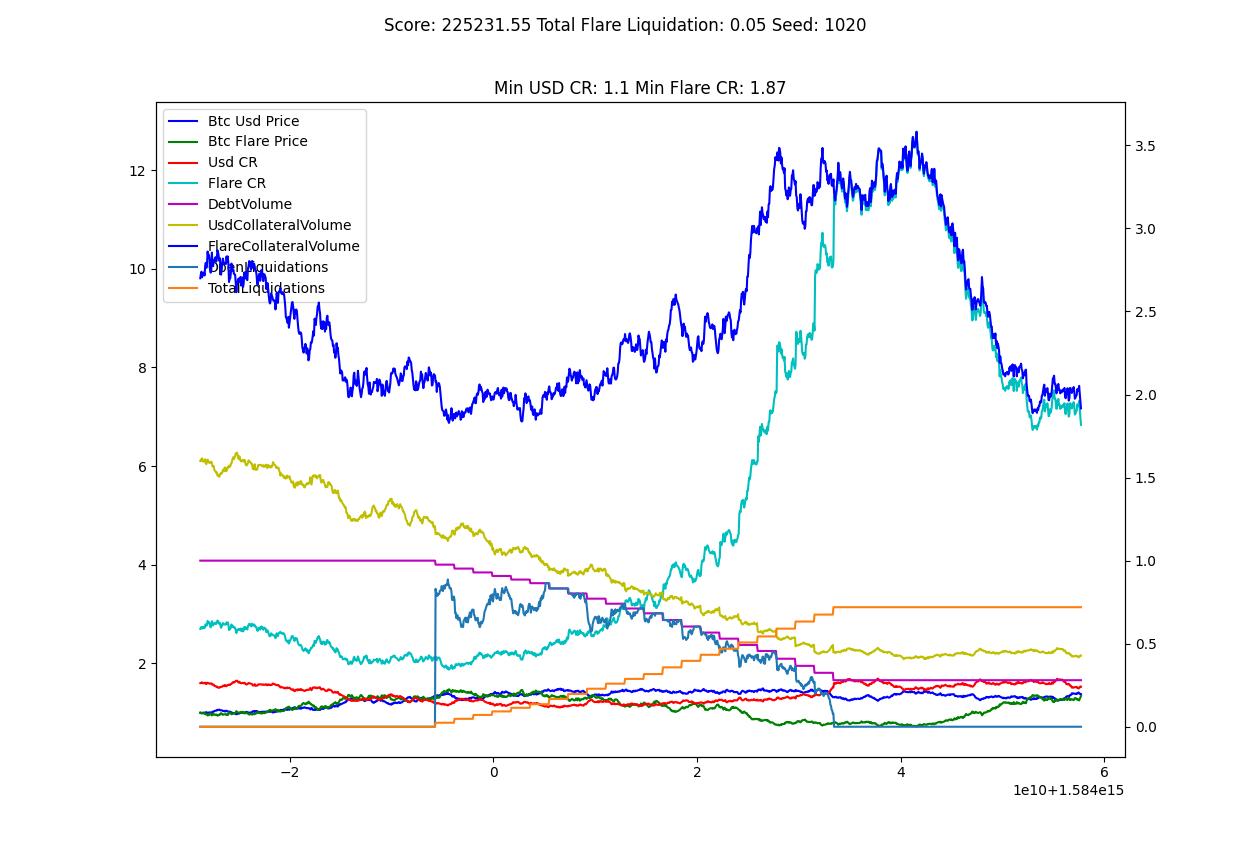 Score: 225231.55 Total Flare Liquidation: 0.05 Seed: 1020
Min USD CR: 1.1 Min Flare CR: 1.87
Btc Usd Price
Btc Flare Price
Usd CR
Flare CR
DebtVolume
UsdCollateralVolume
FlareCollateralVolume
OpenLiquidations
TotalLiquidations
12
10
8
6
4
2
3.5
3.0
2.5
2.0
1.5
1.0
0.5
0.0
−2
0
2
4
6
1e10+1.584e15